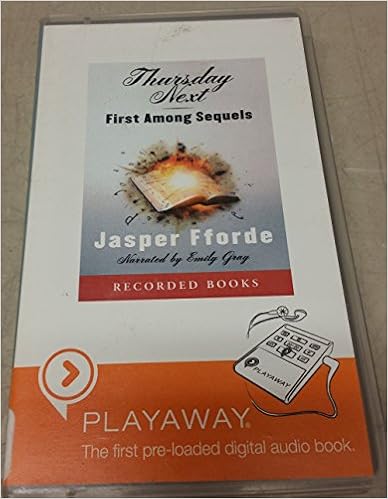 Thursday
Next
First Among Sequels
Jasper Fforde
Narrated by Emily Gray
RECORDED BOOKS
PLAYAWAY
PLAYAWAY®
The first pre-loaded digital audio book.